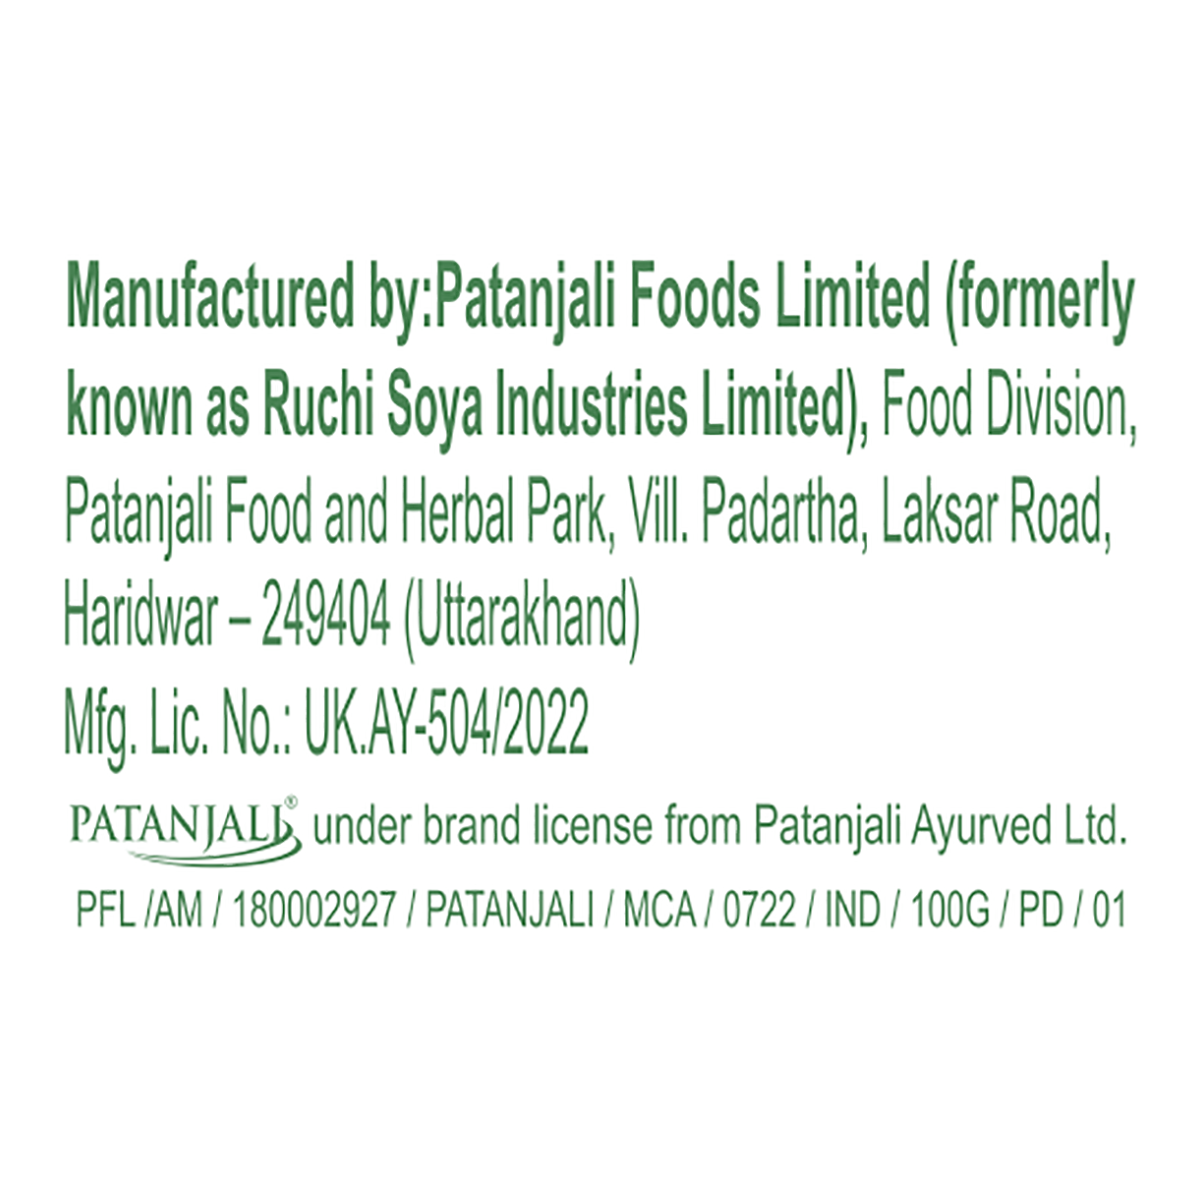 Manufactured by:Patanjali Foods Limited (formerly
known as Ruchi Soya Industries Limited), Food Division,
Patanjali Food and Herbal Park, Vill. Padartha, Laksar Road,
Haridwar – 249404 (Uttarakhand)
Mfg. Lic. No.: UK.AY-504/2022
PATANJALI® under brand license from Patanjali Ayurved Ltd.
PFL /AM / 180002927 / PATANJALI / MCA / 0722 / IND / 100G / PD / 01